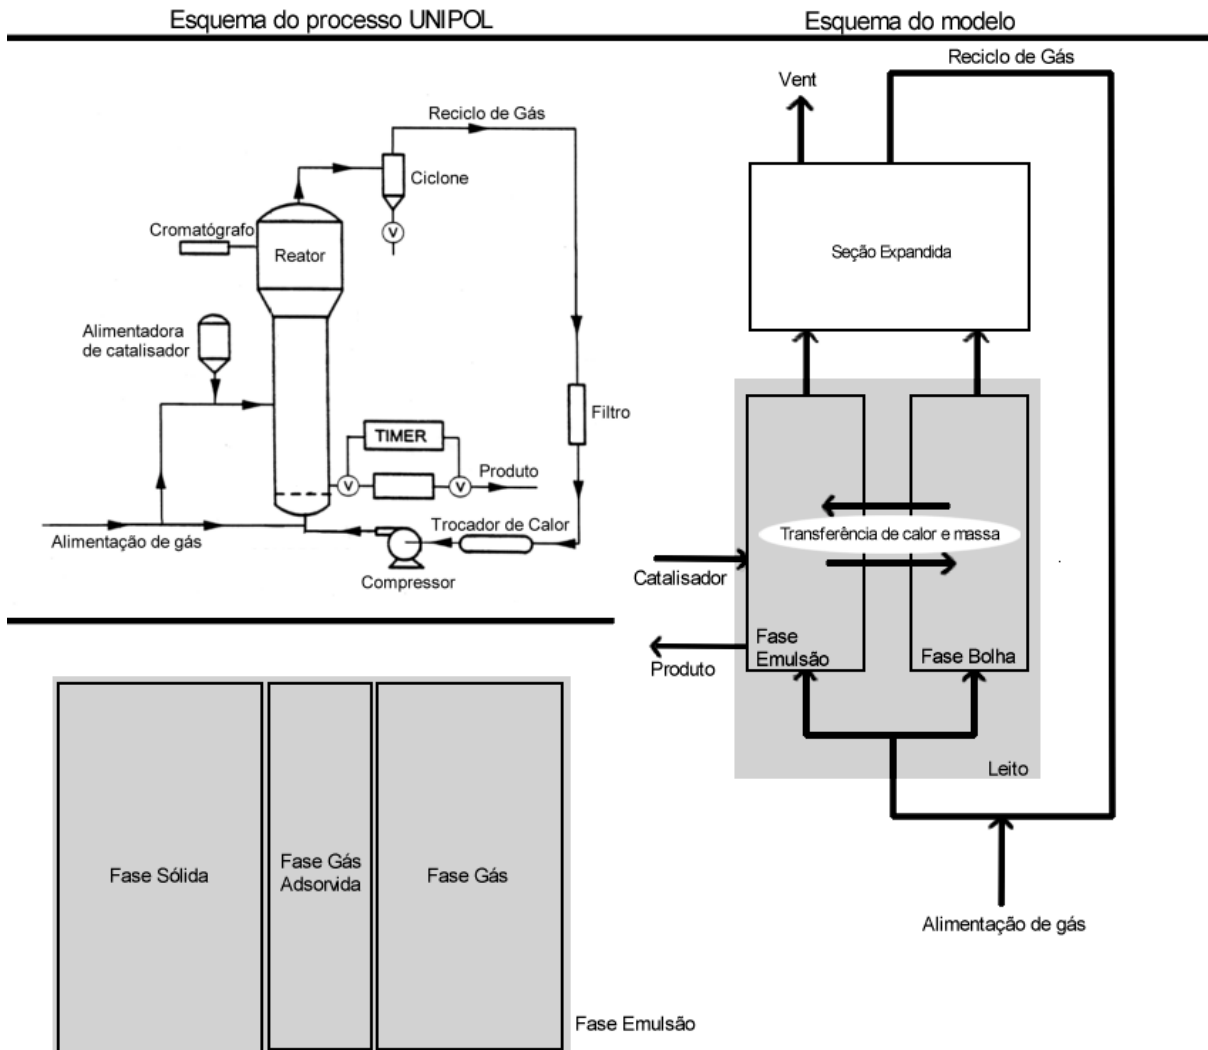 Esquema do processo UNIPOL
Esquema do modelo
Reciclo de Gás
Ciclone
V
Cromatógrafo
Reator
Alimentadora
de catalisador
Filtro
TIMER
V
V
Produto
Alimentação de gás
Trocador de Calor
Compressor
Reciclo de Gás
Vent
Seção Expandida
Transferência de calor e massa
Catalisador
Fase
Emulsão
Fase Bolha
Produto
Leito
Alimentação de gás
Fase Sólida
Fase Gás
Adsorvida
Fase Gás
Fase Emulsão